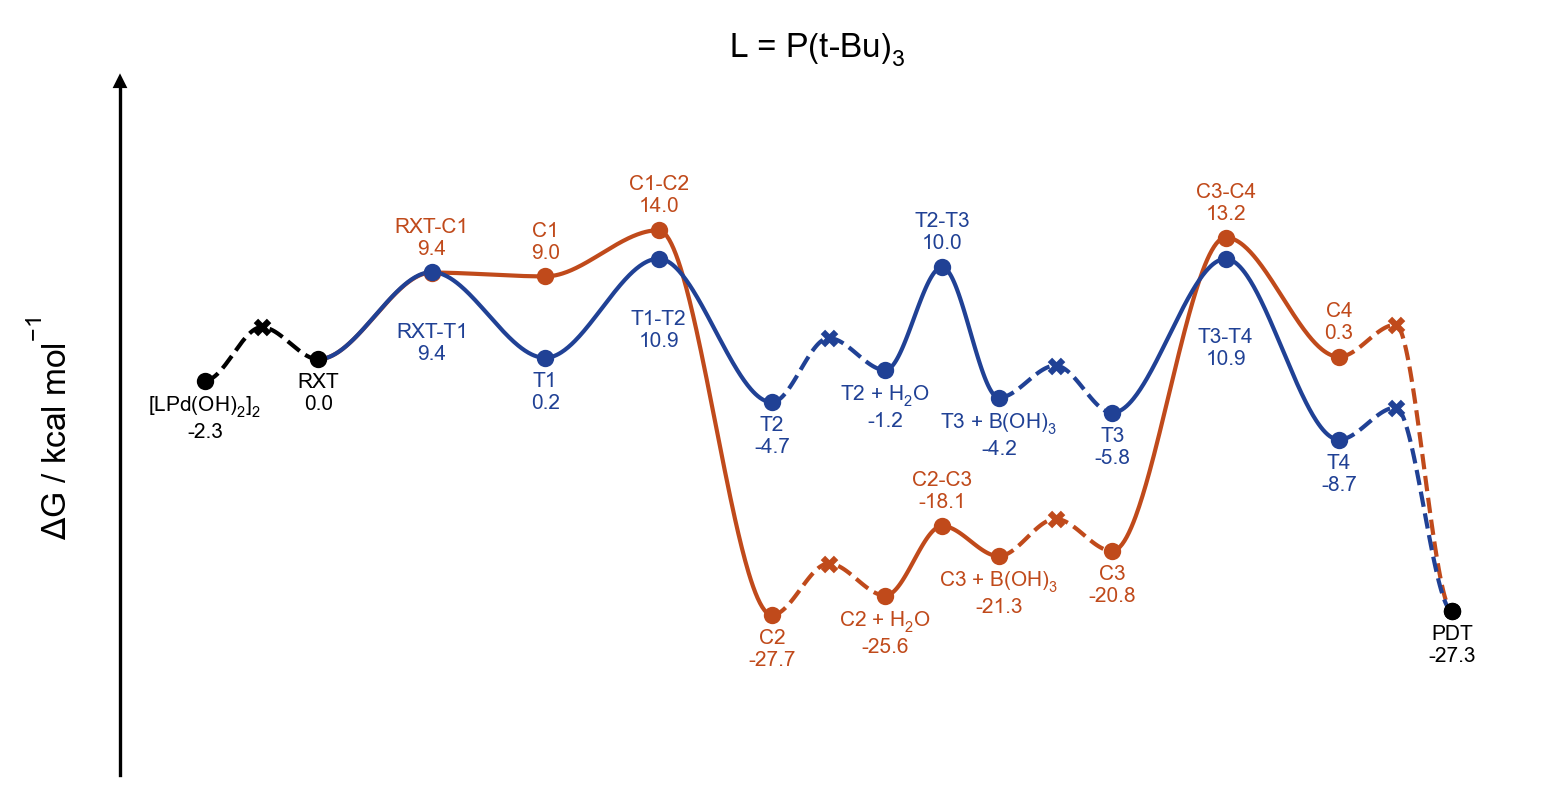 L = P(t-Bu)₃
ΔG / kcal mol⁻¹
[LPd(OH)₂]₂
-2.3
RXT
0.0
RXT-C1
9.4
RXT-T1
9.4
C1
9.0
T1
0.2
C1-C2
14.0
T1-T2
10.9
T2
-4.7
C2
-27.7
T2 + H₂O
-1.2
C2 + H₂O
-25.6
T2-T3
10.0
C2-C3
-18.1
T3 + B(OH)₃
-4.2
C3 + B(OH)₃
-21.3
T3
-5.8
C3
-20.8
C3-C4
13.2
T3-T4
10.9
C4
0.3
T4
-8.7
PDT
-27.3